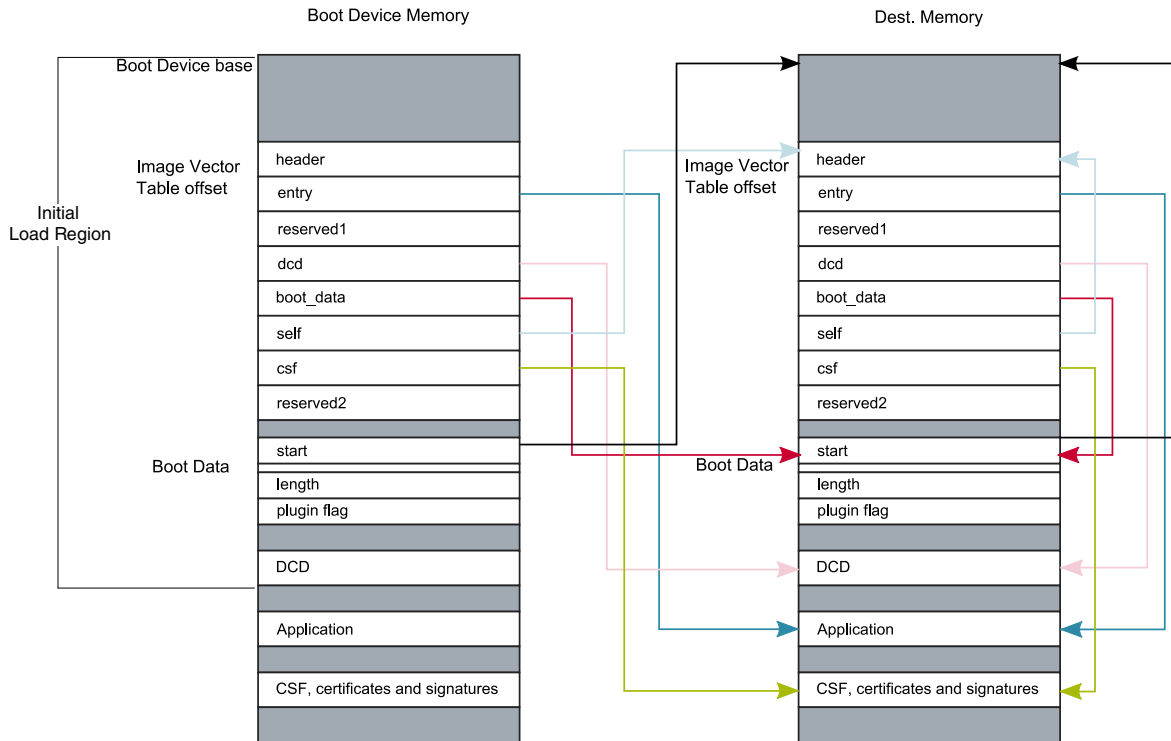 Boot Device Memory
Dest. Memory
Boot Device base
Image Vector
Table offset
Initial
Load Region
header
entry
reserved1
dcd
boot_data
self
csf
reserved2
Boot Data
start
length
plugin flag
DCD
Application
CSF, certificates and signatures
Image Vector
Table offset
header
entry
reserved1
dcd
boot_data
self
csf
reserved2
Boot Data
start
length
plugin flag
DCD
Application
CSF, certificates and signatures